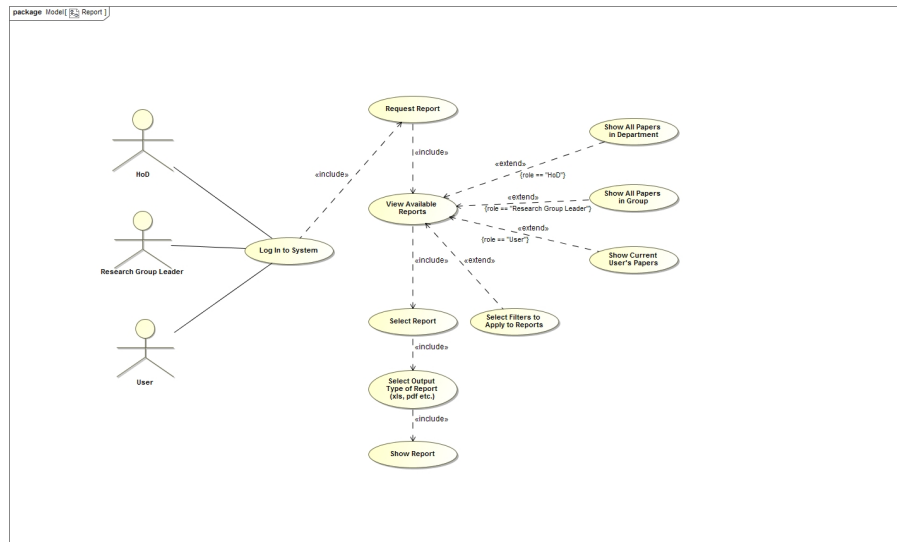 package Model[ Report ]
Request Report
Show All Papers
in Department
«include»
«include»
«extend»
{role == "HoD"}
HoD
View Available
Reports
«extend»
{role == "Research Group Leader"}
Show All Papers
in Group
«extend»
{role == "User"}
Log In to System
Research Group Leader
«include»
«extend»
Show Current
User's Papers
Select Report
Select Filters to
Apply to Reports
«include»
User
Select Output
Type of Report
(xls, pdf etc.)
«include»
Show Report